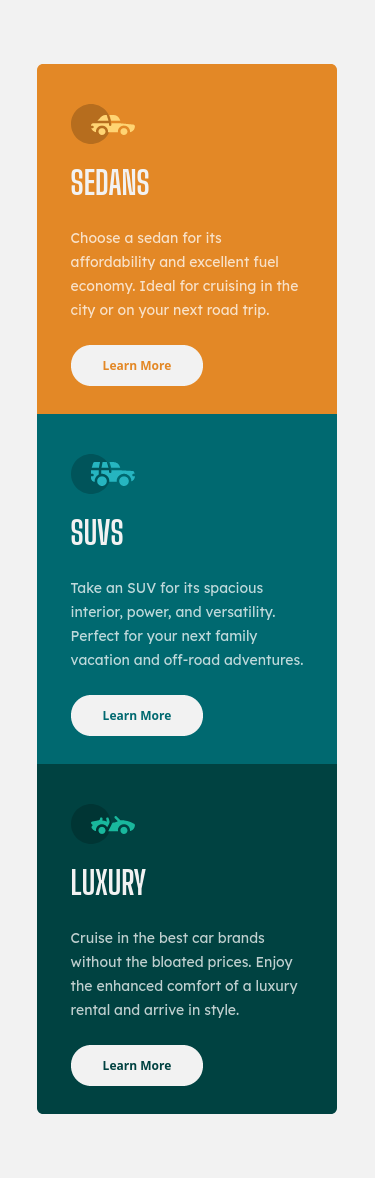 SEDANS
Choose a sedan for its
affordability and excellent fuel
economy. Ideal for cruising in the
city or on your next road trip.
Learn More
SUVS
Take an SUV for its spacious
interior, power, and versatility.
Perfect for your next family
vacation and off-road adventures.
Learn More
LUXURY
Cruise in the best car brands
without the bloated prices. Enjoy
the enhanced comfort of a luxury
rental and arrive in style.
Learn More